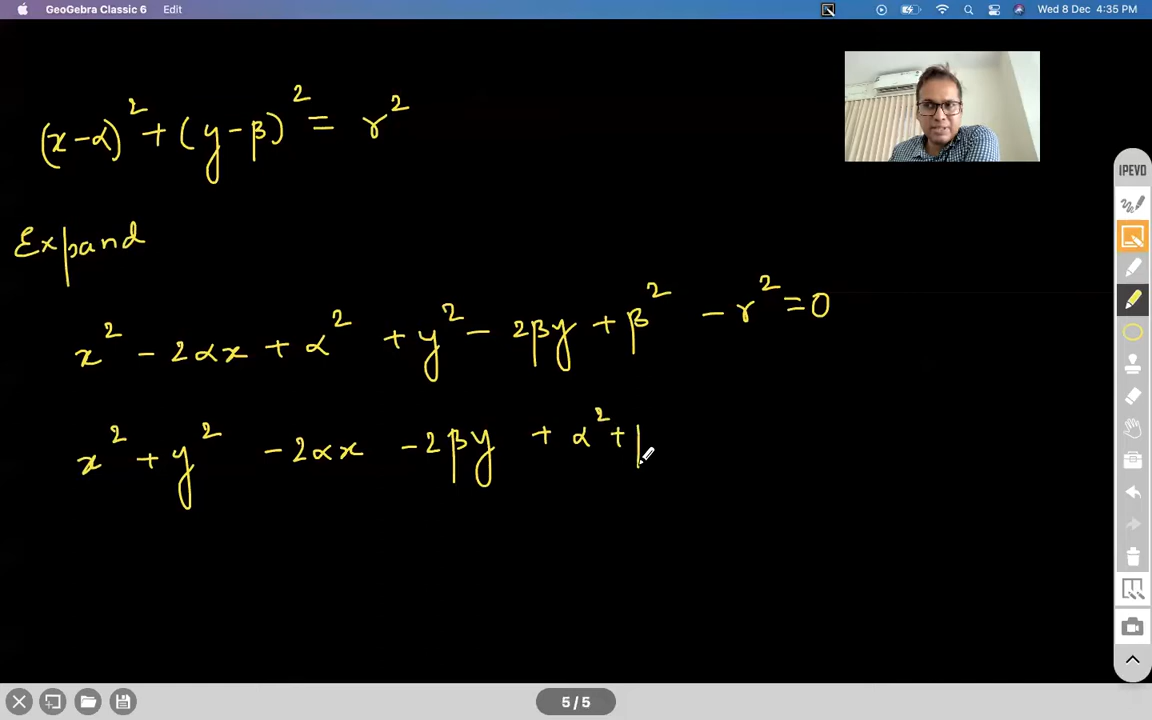 GeoGebra Classic 6 Edit Wed 8 Dec 4:35 PM
(x-α)² + (y-β)² = r²
IPEVO
Expand
x² - 2αx + α² + y² - 2βy + β² - r² = 0
x² + y² - 2αx - 2βy + α² +
5/5